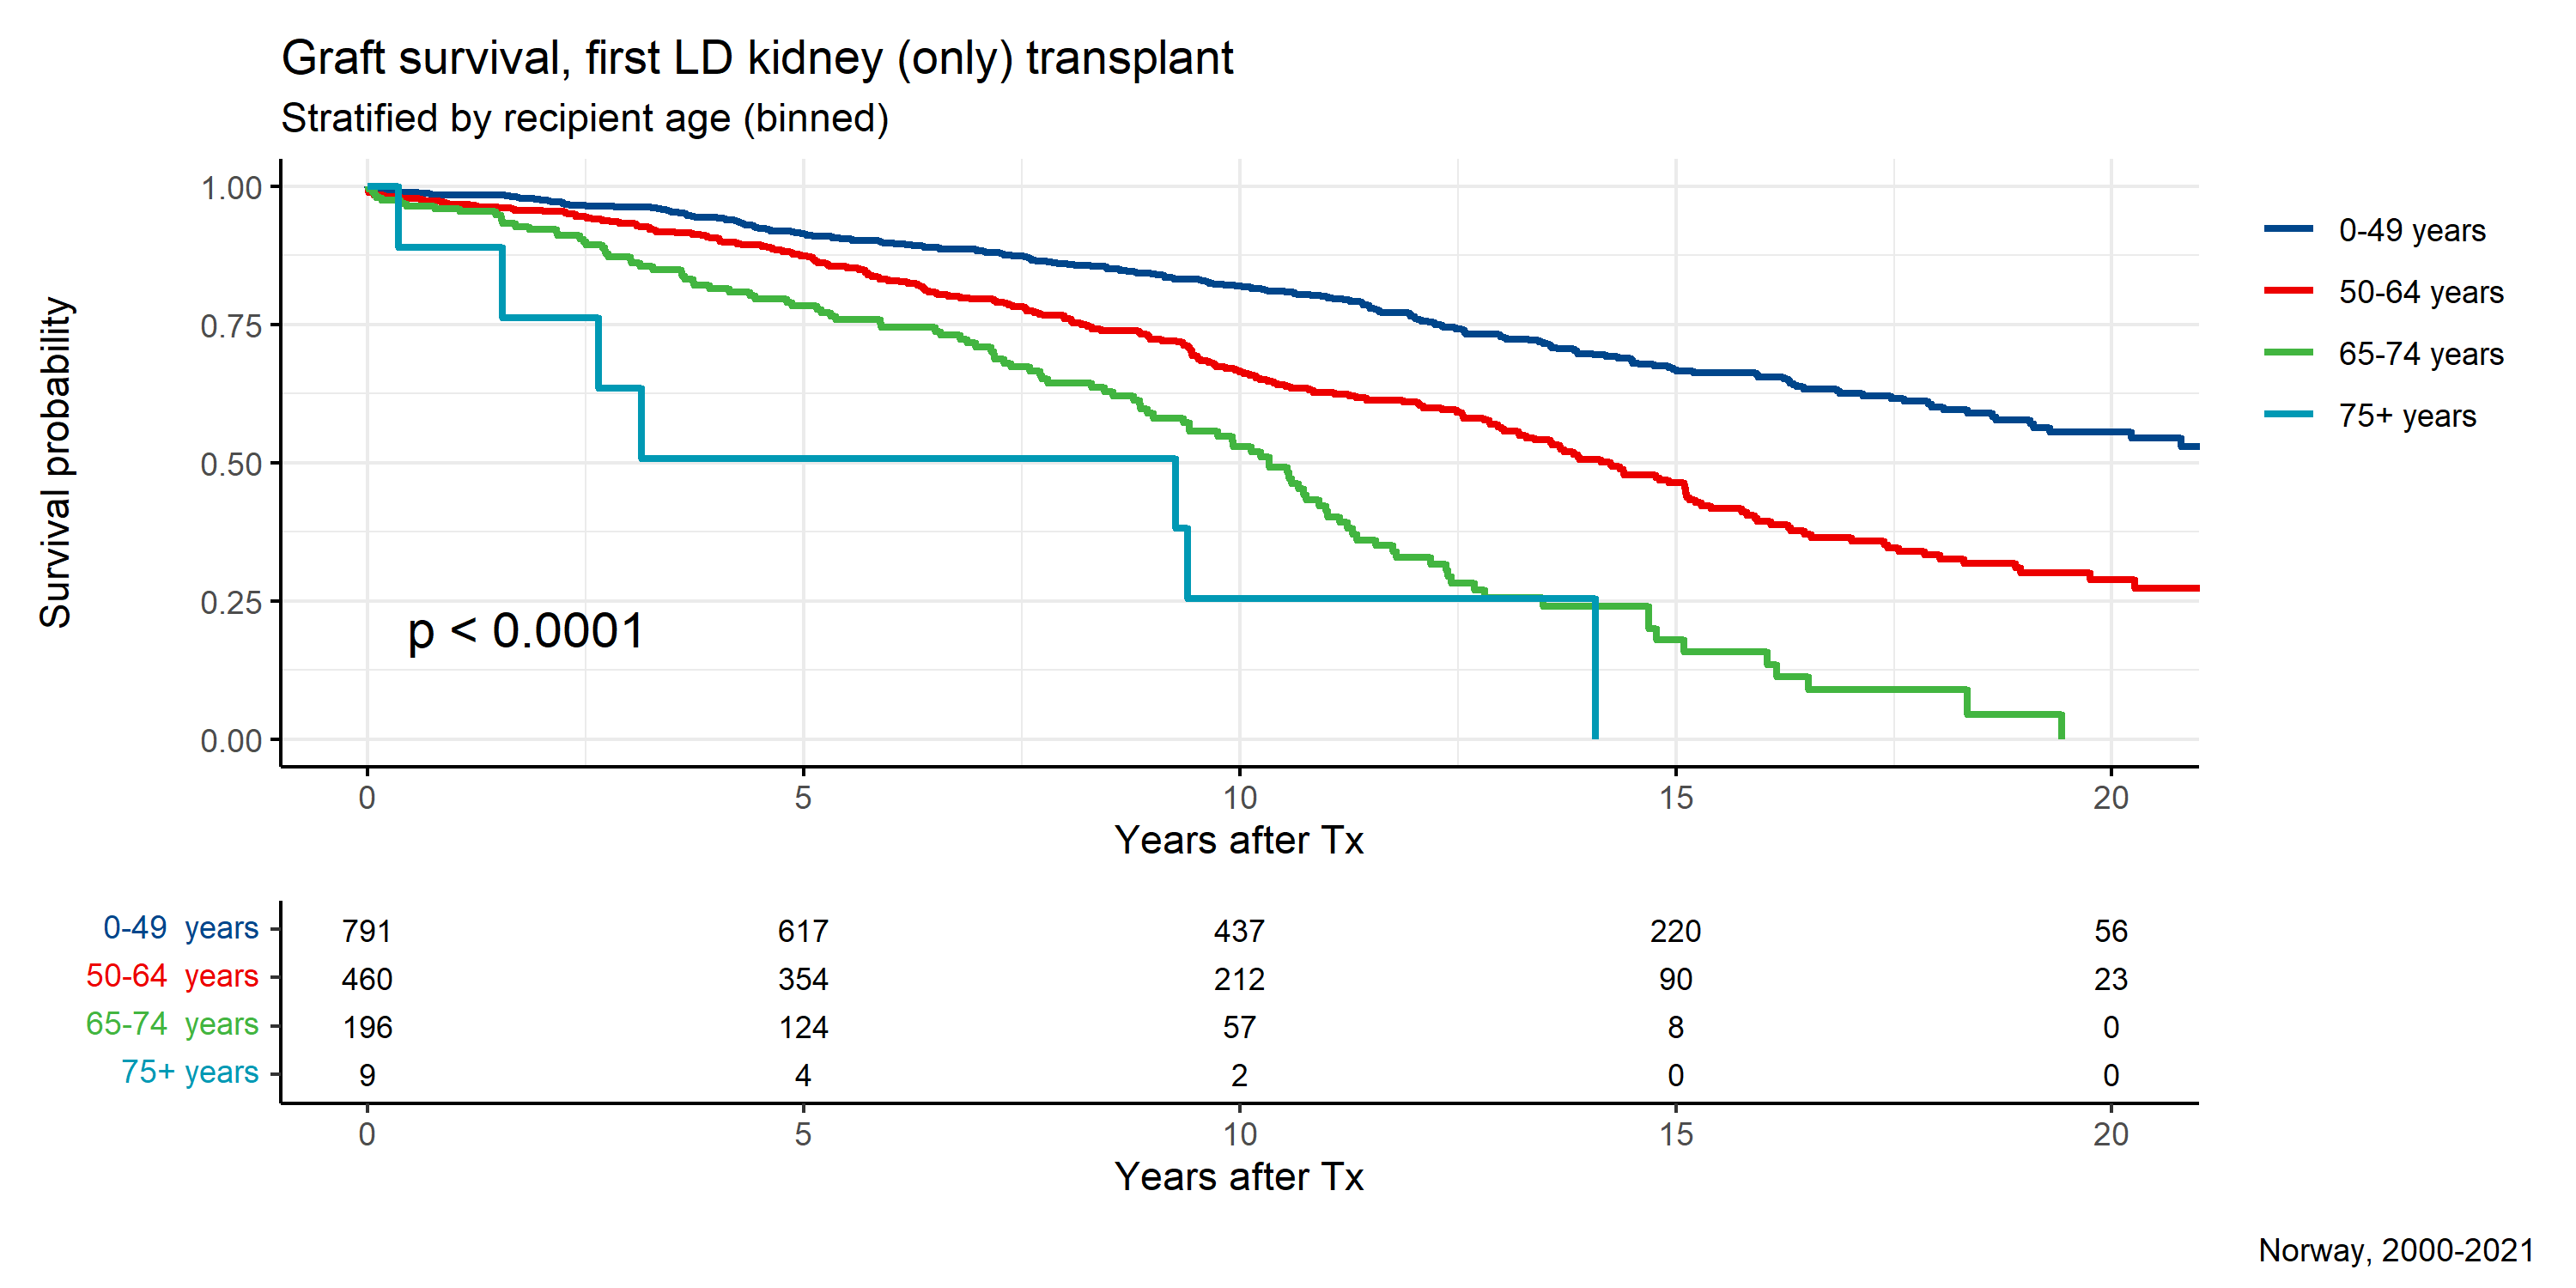 Graft survival, first LD kidney (only) transplant
Stratified by recipient age (binned)
Survival probability
1.00
0.75
0.50
0.25
0.00
p < 0.0001
0 5 10 15 20
Years after Tx
0-49 years
50-64 years
65-74 years
75+ years
0-49 years 791 617 437 220 56
50-64 years 460 354 212 90 23
65-74 years 196 124 57 8 0
75+ years 9 4 2 0 0
0 5 10 15 20
Years after Tx
Norway, 2000-2021